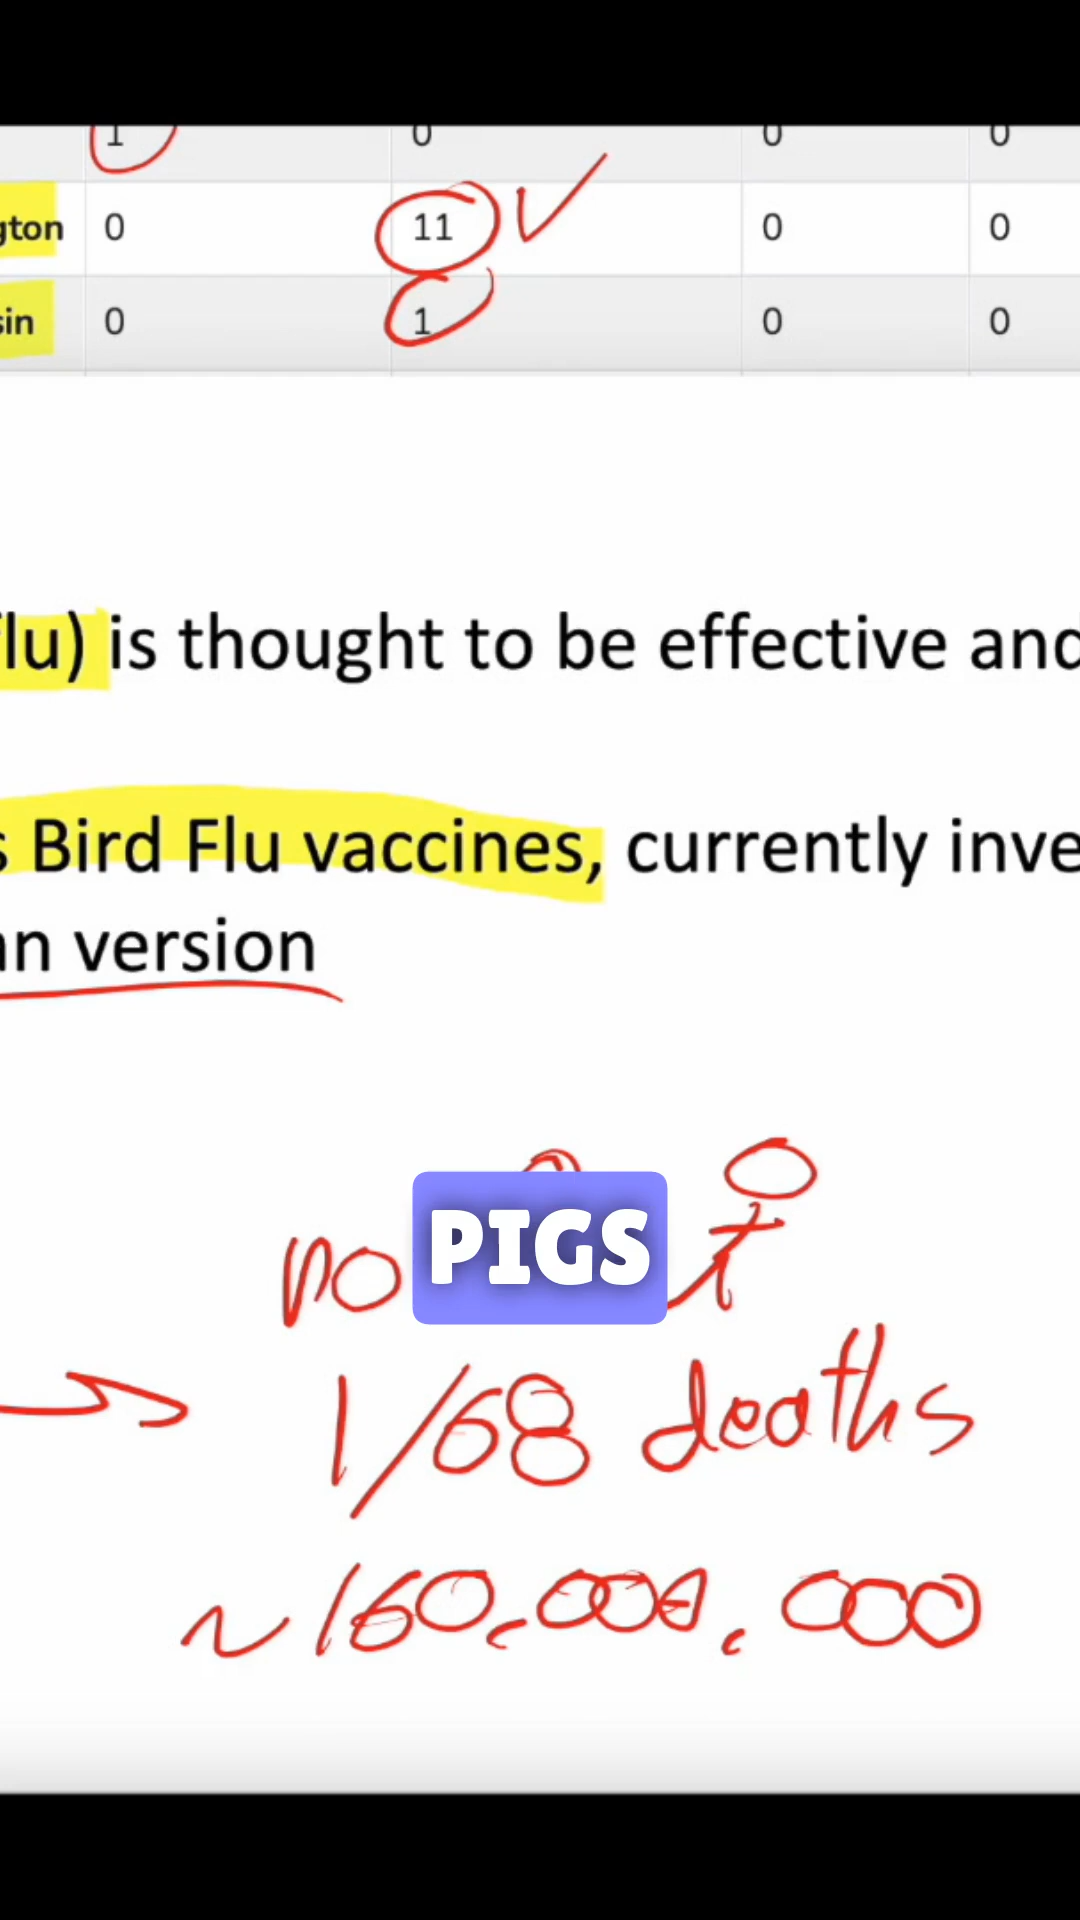 1 0 0 0
gton 0 11 0 0
sin 0 1 0 0
lu) is thought to be effective and
s Bird Flu vaccines, currently inve
an version
no PIGS
1/68 deaths
~160,000,000